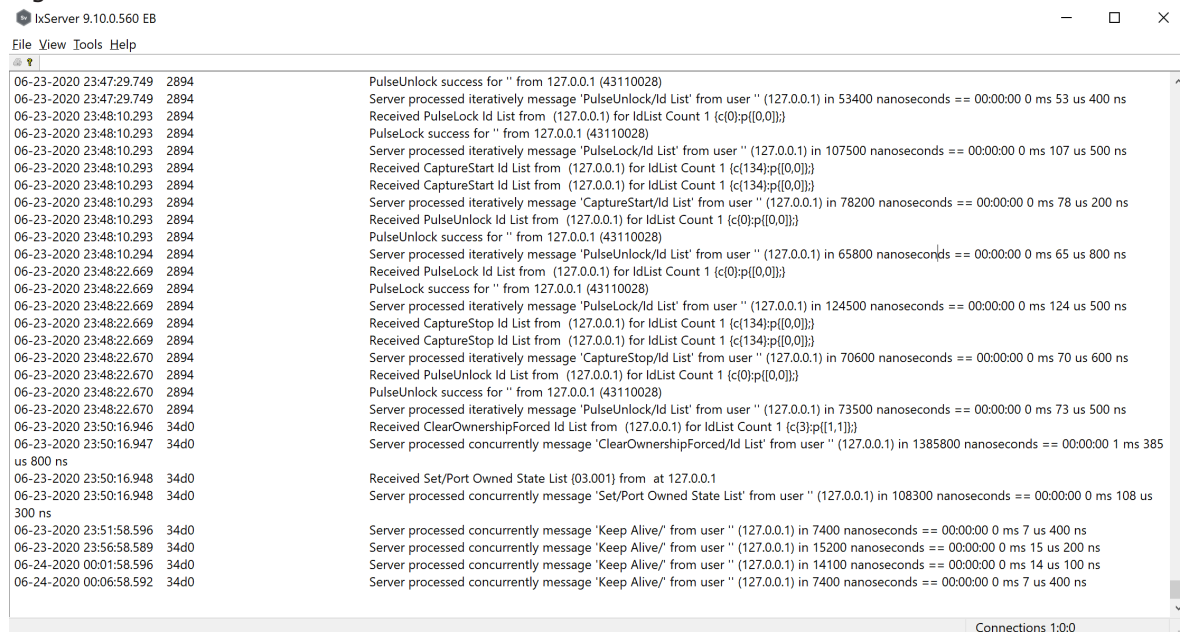 IxServer 9.10.0.560 EB
File View Tools Help
06-23-2020 23:47:29.749 2894 PulseUnlock success for '' from 127.0.0.1 (43110028)
06-23-2020 23:47:29.749 2894 Server processed iteratively message 'PulseUnlock/Id List' from user '' (127.0.0.1) in 53400 nanoseconds == 00:00:00 0 ms 53 us 400 ns
06-23-2020 23:48:10.293 2894 Received PulseLock Id List from (127.0.0.1) for IdList Count 1 {c{0}:p{[0,0]};}
06-23-2020 23:48:10.293 2894 PulseLock success for '' from 127.0.0.1 (43110028)
06-23-2020 23:48:10.293 2894 Server processed iteratively message 'PulseLock/Id List' from user '' (127.0.0.1) in 107500 nanoseconds == 00:00:00 0 ms 107 us 500 ns
06-23-2020 23:48:10.293 2894 Received CaptureStart Id List from (127.0.0.1) for IdList Count 1 {c{134}:p{[0,0]};}
06-23-2020 23:48:10.293 2894 Received CaptureStart Id List from (127.0.0.1) for IdList Count 1 {c{134}:p{[0,0]};}
06-23-2020 23:48:10.293 2894 Server processed iteratively message 'CaptureStart/Id List' from user '' (127.0.0.1) in 78200 nanoseconds == 00:00:00 0 ms 78 us 200 ns
06-23-2020 23:48:10.293 2894 Received PulseUnlock Id List from (127.0.0.1) for IdList Count 1 {c{0}:p{[0,0]};}
06-23-2020 23:48:10.293 2894 PulseUnlock success for '' from 127.0.0.1 (43110028)
06-23-2020 23:48:10.294 2894 Server processed iteratively message 'PulseUnlock/Id List' from user '' (127.0.0.1) in 65800 nanoseconds == 00:00:00 0 ms 65 us 800 ns
06-23-2020 23:48:22.669 2894 Received PulseLock Id List from (127.0.0.1) for IdList Count 1 {c{0}:p{[0,0]};}
06-23-2020 23:48:22.669 2894 PulseLock success for '' from 127.0.0.1 (43110028)
06-23-2020 23:48:22.669 2894 Server processed iteratively message 'PulseLock/Id List' from user '' (127.0.0.1) in 124500 nanoseconds == 00:00:00 0 ms 124 us 500 ns
06-23-2020 23:48:22.669 2894 Received CaptureStop Id List from (127.0.0.1) for IdList Count 1 {c{134}:p{[0,0]};}
06-23-2020 23:48:22.669 2894 Received CaptureStop Id List from (127.0.0.1) for IdList Count 1 {c{134}:p{[0,0]};}
06-23-2020 23:48:22.670 2894 Server processed iteratively message 'CaptureStop/Id List' from user '' (127.0.0.1) in 70600 nanoseconds == 00:00:00 0 ms 70 us 600 ns
06-23-2020 23:48:22.670 2894 Received PulseUnlock Id List from (127.0.0.1) for IdList Count 1 {c{0}:p{[0,0]};}
06-23-2020 23:48:22.670 2894 PulseUnlock success for '' from 127.0.0.1 (43110028)
06-23-2020 23:48:22.670 2894 Server processed iteratively message 'PulseUnlock/Id List' from user '' (127.0.0.1) in 73500 nanoseconds == 00:00:00 0 ms 73 us 500 ns
06-23-2020 23:50:16.946 34d0 Received ClearOwnershipForced Id List from (127.0.0.1) for IdList Count 1 {c{3}:p{[1,1]};}
06-23-2020 23:50:16.947 34d0 Server processed concurrently message 'ClearOwnershipForced/Id List' from user '' (127.0.0.1) in 1385800 nanoseconds == 00:00:00 1 ms 385
us 800 ns
06-23-2020 23:50:16.948 34d0 Received Set/Port Owned State List {03.001} from at 127.0.0.1
06-23-2020 23:50:16.948 34d0 Server processed concurrently message 'Set/Port Owned State List' from user '' (127.0.0.1) in 108300 nanoseconds == 00:00:00 0 ms 108 us
300 ns
06-23-2020 23:51:58.596 34d0 Server processed concurrently message 'Keep Alive/' from user '' (127.0.0.1) in 7400 nanoseconds == 00:00:00 0 ms 7 us 400 ns
06-23-2020 23:56:58.589 34d0 Server processed concurrently message 'Keep Alive/' from user '' (127.0.0.1) in 15200 nanoseconds == 00:00:00 0 ms 15 us 200 ns
06-24-2020 00:01:58.596 34d0 Server processed concurrently message 'Keep Alive/' from user '' (127.0.0.1) in 14100 nanoseconds == 00:00:00 0 ms 14 us 100 ns
06-24-2020 00:06:58.592 34d0 Server processed concurrently message 'Keep Alive/' from user '' (127.0.0.1) in 7400 nanoseconds == 00:00:00 0 ms 7 us 400 ns
Connections 1:0:0